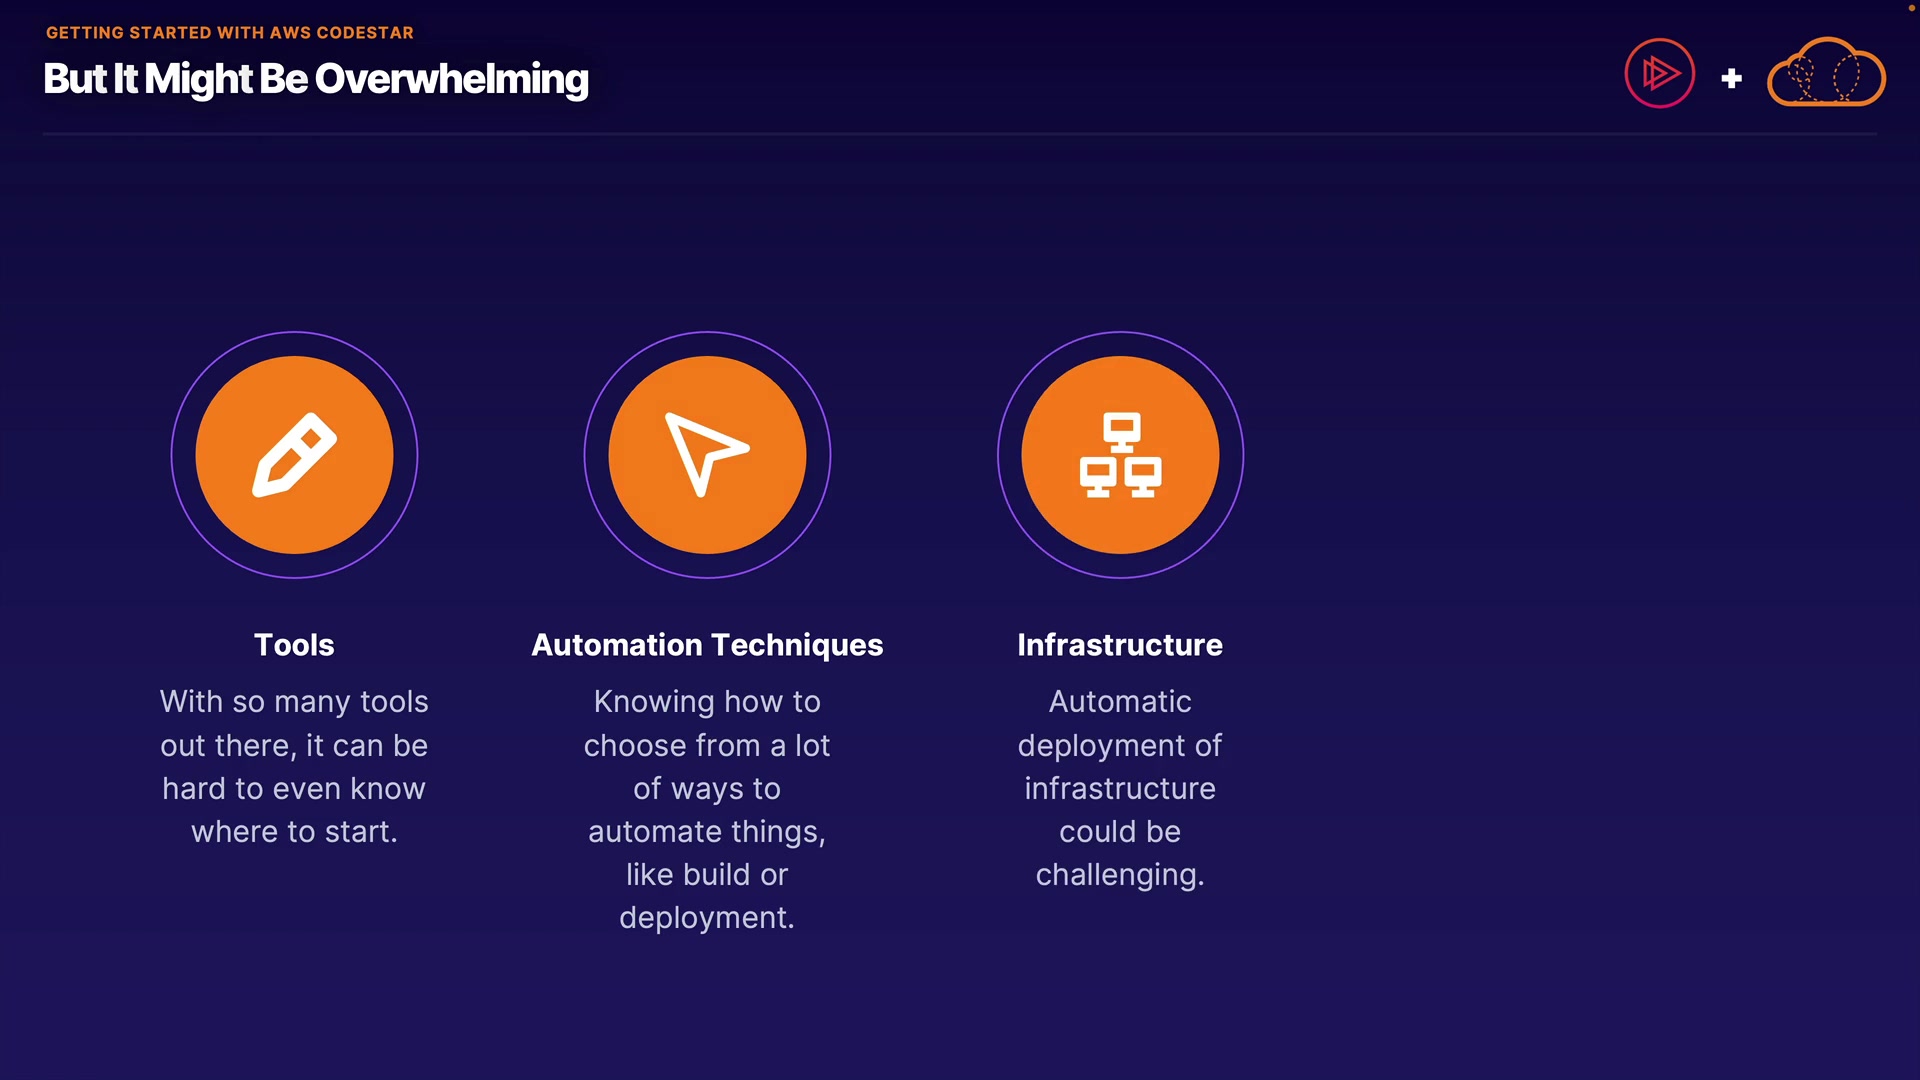 GETTING STARTED WITH AWS CODESTAR
But It Might Be Overwhelming
+
Tools
With so many tools
out there, it can be
hard to even know
where to start.
Automation Techniques
Knowing how to
choose from a lot
of ways to
automate things,
like build or
deployment.
Infrastructure
Automatic
deployment of
infrastructure
could be
challenging.